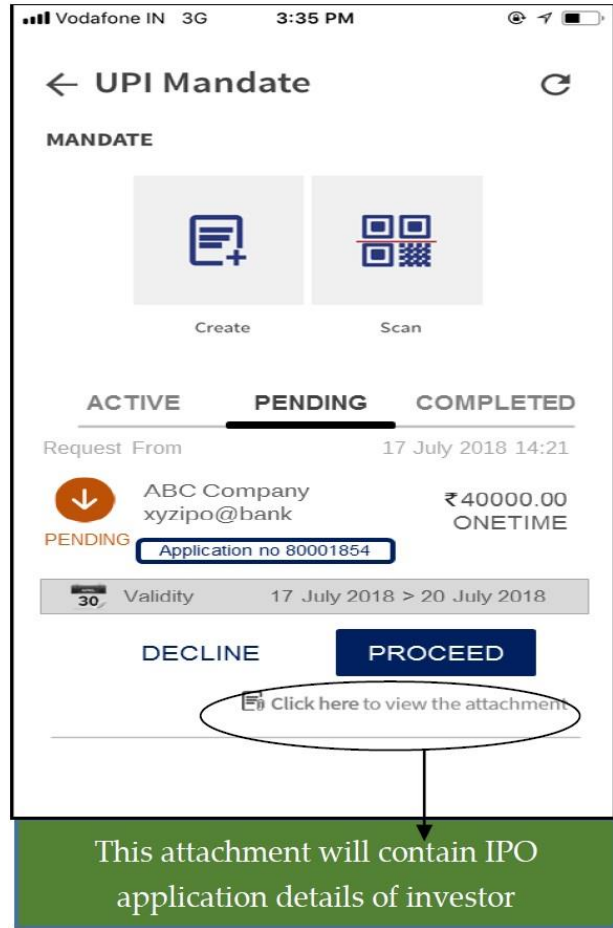 Vodafone IN 3G 3:35 PM
← UPI Mandate
MANDATE
Create Scan
ACTIVE PENDING COMPLETED
Request From 17 July 2018 14:21
ABC Company ₹40000.00
xyzipo@bank ONETIME
PENDING
Application no 80001854
30 Validity 17 July 2018 > 20 July 2018
DECLINE PROCEED
Click here to view the attachment
This attachment will contain IPO
application details of investor